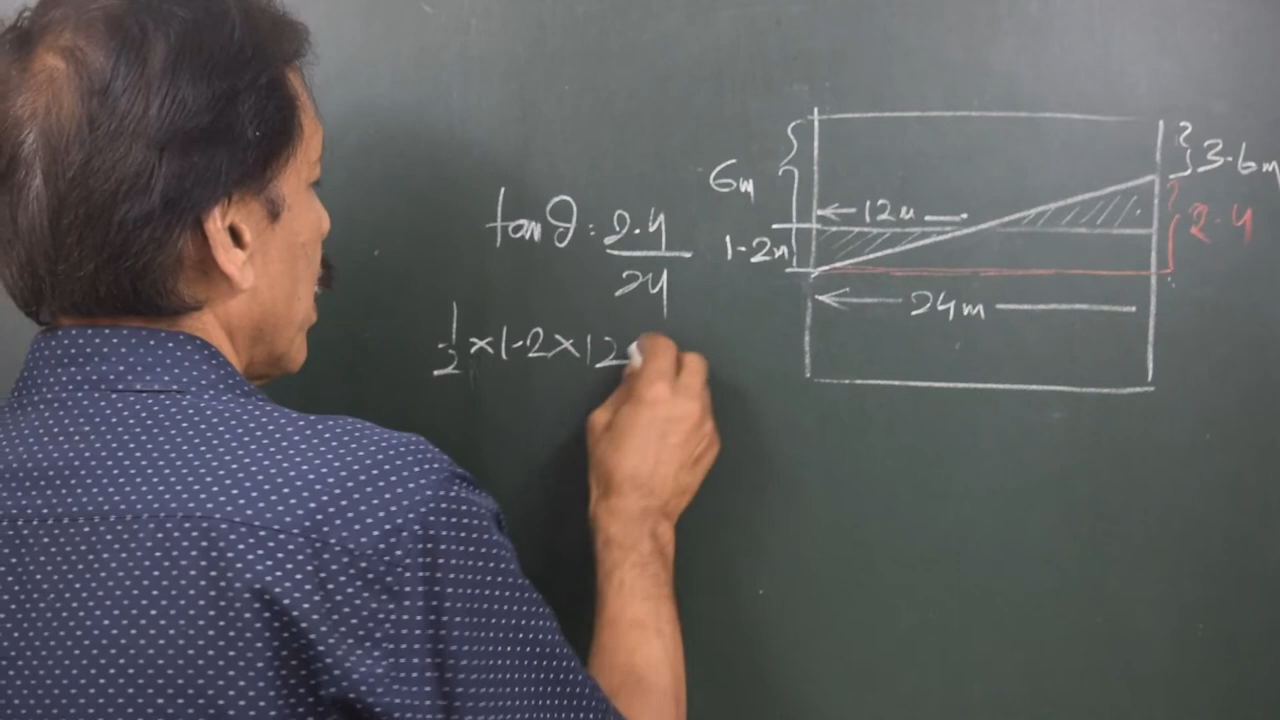 tan θ = 2.4
24
1/2 × 1-2 × 12
6m
1-2m
12m
24m
3-6m
2-4